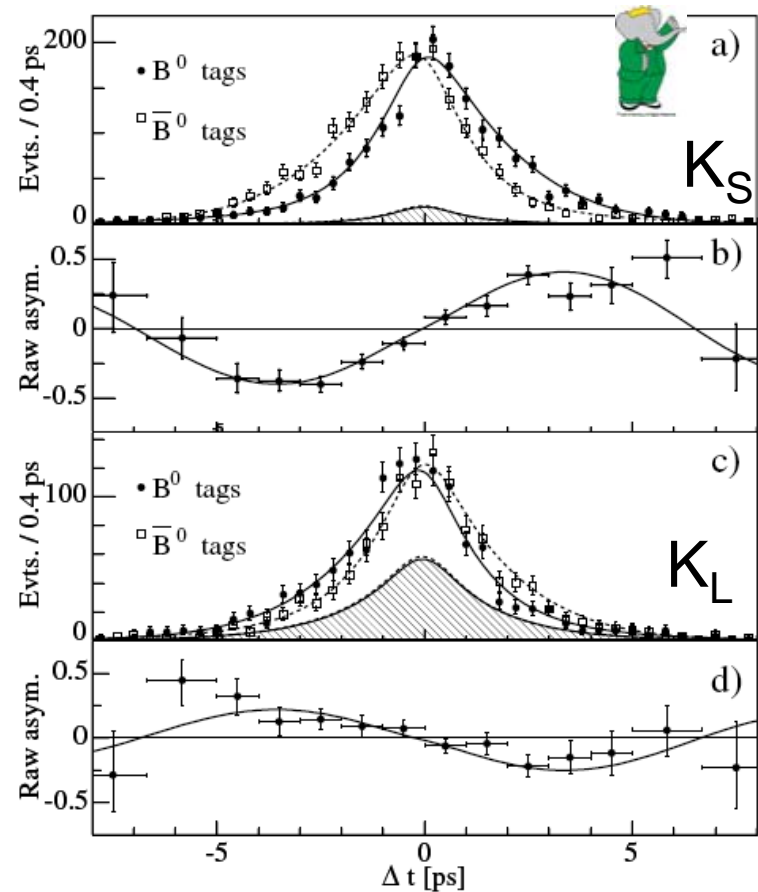 a)
200
Evts. / 0.4 ps
• B⁰ tags
□ B̅⁰ tags
K_S
0
b)
0.5
Raw asym.
0
-0.5
c)
Evts. / 0.4 ps
• B⁰ tags
100
□ B̅⁰ tags
K_L
0
d)
0.5
Raw asym.
0
-0.5
-5 0 5
Δ t [ps]